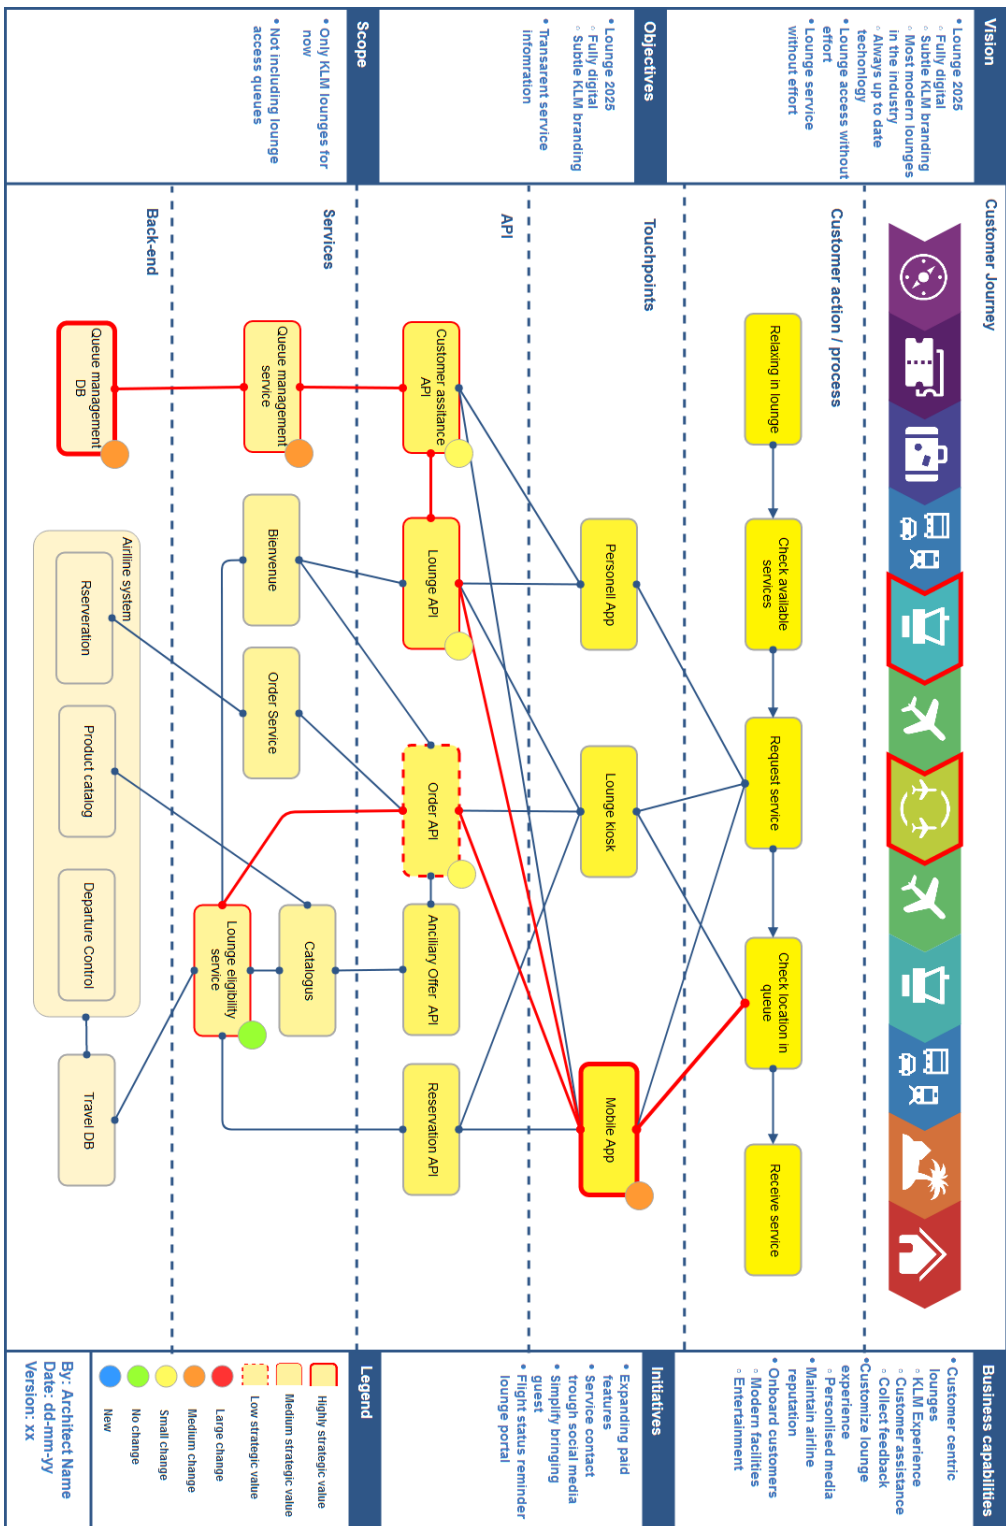 Vision
• Lounge 2025
◦ Fully digital
◦ Subtle KLM branding
◦ Most modern lounges
in the industry
◦ Always up to date
techonlogy
• Lounge access without
effort
• Lounge service
without effort
Objectives
• Lounge 2025
◦ Fully digital
◦ Subtle KLM branding
• Transarent service
infomration
Scope
• Only KLM lounges for
now
• Not including lounge
access queues
Customer Journey
Customer action / process
Relaxing in lounge
Check available
services
Request service
Check location in
queue
Receive service
Touchpoints
Personell App
Lounge kiosk
Mobile App
API
Customer assitance
API
Lounge API
Order API
Anciliary Offer API
Reservation API
Services
Queue management
service
Bienvenue
Order Service
Catalogus
Lounge eligibility
service
Back-end
Queue management
DB
Airlline system
Rserveration
Product catalog
Departure Control
Travel DB
Business capabilities
• Customer centric
lounges
◦ KLM Experience
◦ Customer assistance
◦ Collect feedback
• Customize lounge
experience
◦ Personilised media
• Maintain airline
reputation
• Onboard customers
◦ Modern facilities
◦ Entertainment
Initiatives
• Expanding paid
features
• Service contact
trough social media
• Simplify bringing
guest
• Flight status reminder
lounge portal
Legend
Highly strategic value
Medium strategic value
Low strategic value
Large change
Medium change
Small change
No change
New
By: Architect Name
Date: dd-mm-yy
Version: xx